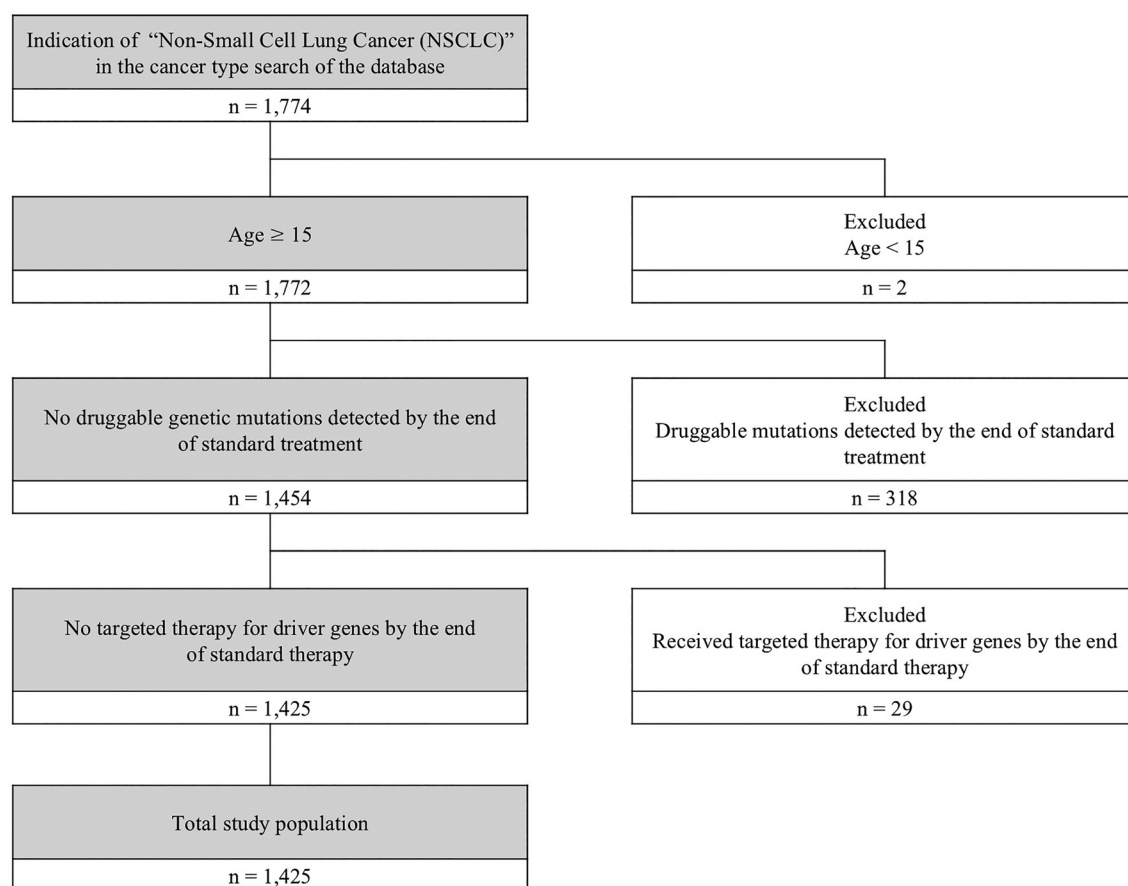 Indication of “Non-Small Cell Lung Cancer (NSCLC)”
in the cancer type search of the database
n = 1,774
Age ≥ 15
n = 1,772
Excluded
Age < 15
n = 2
No druggable genetic mutations detected by the end
of standard treatment
n = 1,454
Excluded
Druggable mutations detected by the end of standard
treatment
n = 318
No targeted therapy for driver genes by the end
of standard therapy
n = 1,425
Excluded
Received targeted therapy for driver genes by the end
of standard therapy
n = 29
Total study population
n = 1,425